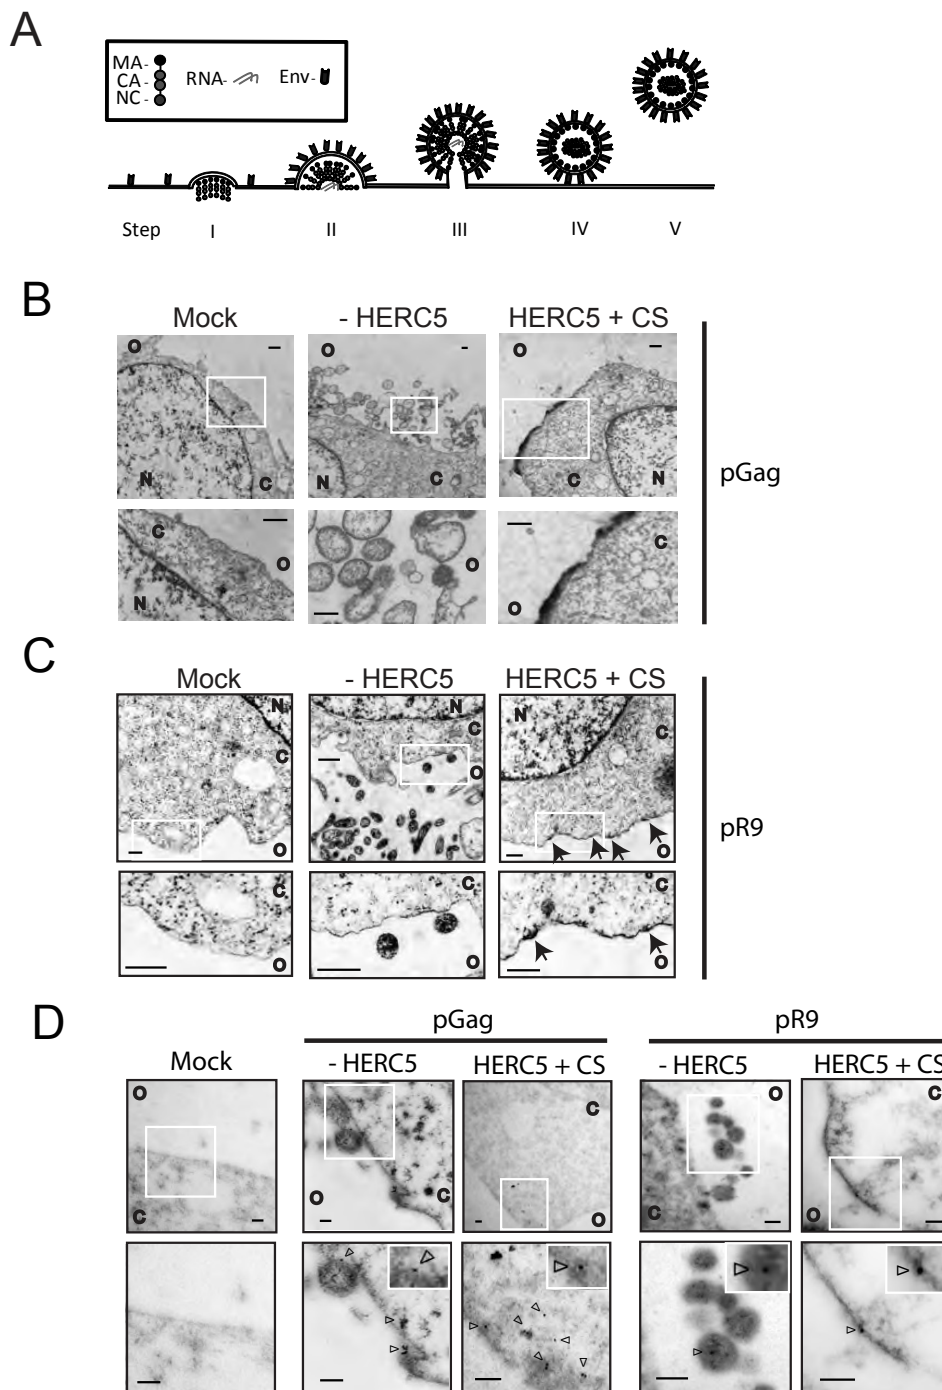 A
MA-
CA-
NC-
RNA-
Env-
Step I II III IV V
B
Mock - HERC5 HERC5 + CS
O O O
N C C C N
pGag
C O O C
N O
C
Mock - HERC5 HERC5 + CS
N N N
C C C
O O O
pR9
C C C
O O O
D
pGag pR9
Mock - HERC5 HERC5 + CS - HERC5 HERC5 + CS
O C O C
C O C O C O